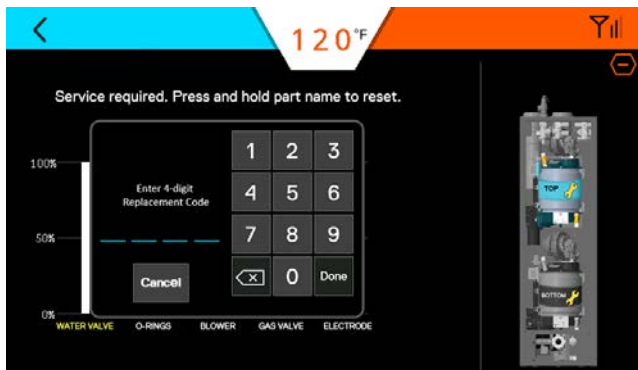 120°F
Service required. Press and hold part name to reset.
100%
50%
0%
Enter 4-digit
Replacement Code
Cancel
1 2 3
4 5 6
7 8 9
0 Done
WATER VALVE O-RINGS BLOWER GAS VALVE ELECTRODE
TOP
BOTTOM